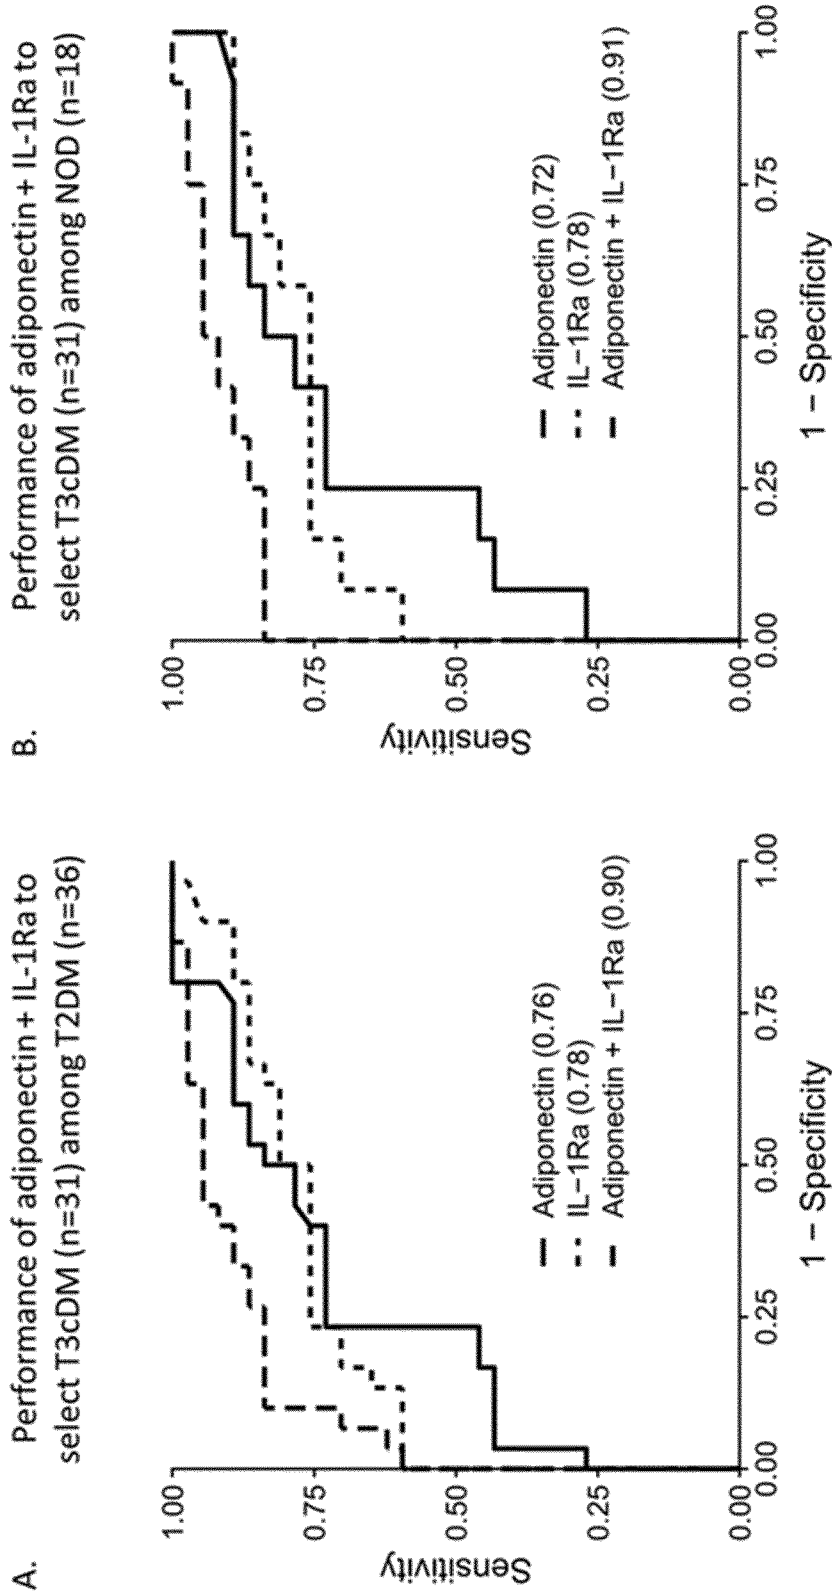 A. Performance of adiponectin + IL-1Ra to
select T3cDM (n=31) among T2DM (n=36)
Sensitivity
1.00
0.75
0.50
0.25
0.00
Adiponectin (0.76)
IL−1Ra (0.78)
Adiponectin + IL−1Ra (0.90)
0.00 0.25 0.50 0.75 1.00
1 − Specificity
B. Performance of adiponectin + IL-1Ra to
select T3cDM (n=31) among NOD (n=18)
Sensitivity
1.00
0.75
0.50
0.25
0.00
Adiponectin (0.72)
IL−1Ra (0.78)
Adiponectin + IL−1Ra (0.91)
0.00 0.25 0.50 0.75 1.00
1 − Specificity